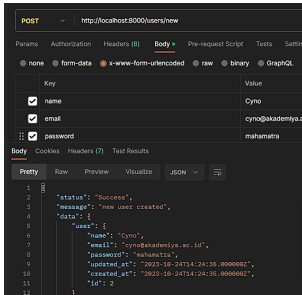 POST http://localhost:8000/users/new
Params Authorization Headers (8) Body Pre-request Script Tests Settin
none form-data x-www-form-urlencoded raw binary GraphQL
Key Value
name Cyno
email cyno@akademiya.a
password mahamatra
Body Cookies Headers (7) Test Results
Pretty Raw Preview Visualize JSON
1 {
2 "status": "Success",
3 "message": "new user created",
4 "data": {
5 "user": {
6 "name": "Cyno",
7 "email": "cyno@akademiya.ac.id",
8 "password": "mahamatra",
9 "updated_at": "2023-10-24T14:24:35.000000Z",
10 "created_at": "2023-10-24T14:24:35.000000Z",
11 "id": 2
12 }